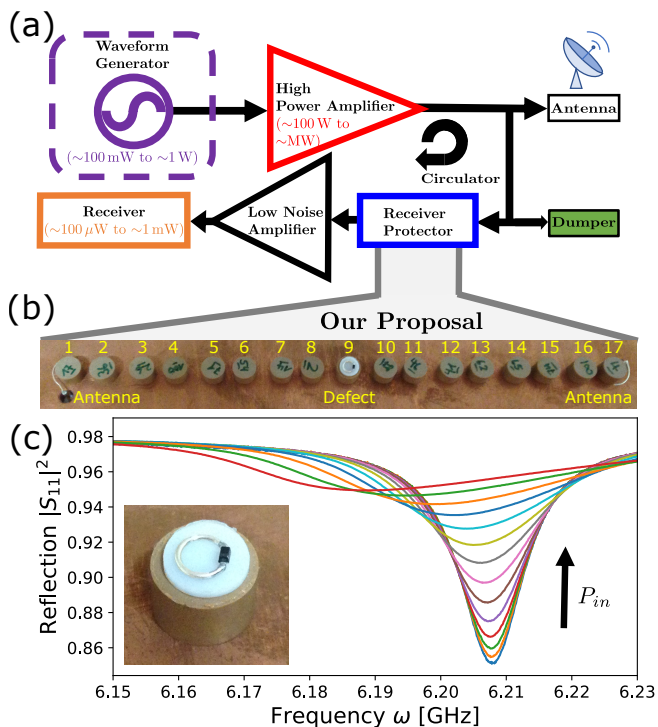 (a)
Waveform
Generator
(~100 mW to ~1 W)
High
Power Amplifier
(~100 W to
~MW)
Antenna
Circulator
Receiver
(~100 μW to ~1 mW)
Low Noise
Amplifier
Receiver
Protector
Dumper
(b)
Our Proposal
1 2 3 4 5 6 7 8 9 10 11 12 13 14 15 16 17
Antenna Defect Antenna
(c)
Reflection |S₁₁|²
0.98
0.96
0.94
0.92
0.90
0.88
0.86
P_in
6.15 6.16 6.17 6.18 6.19 6.20 6.21 6.22 6.23
Frequency ω [GHz]